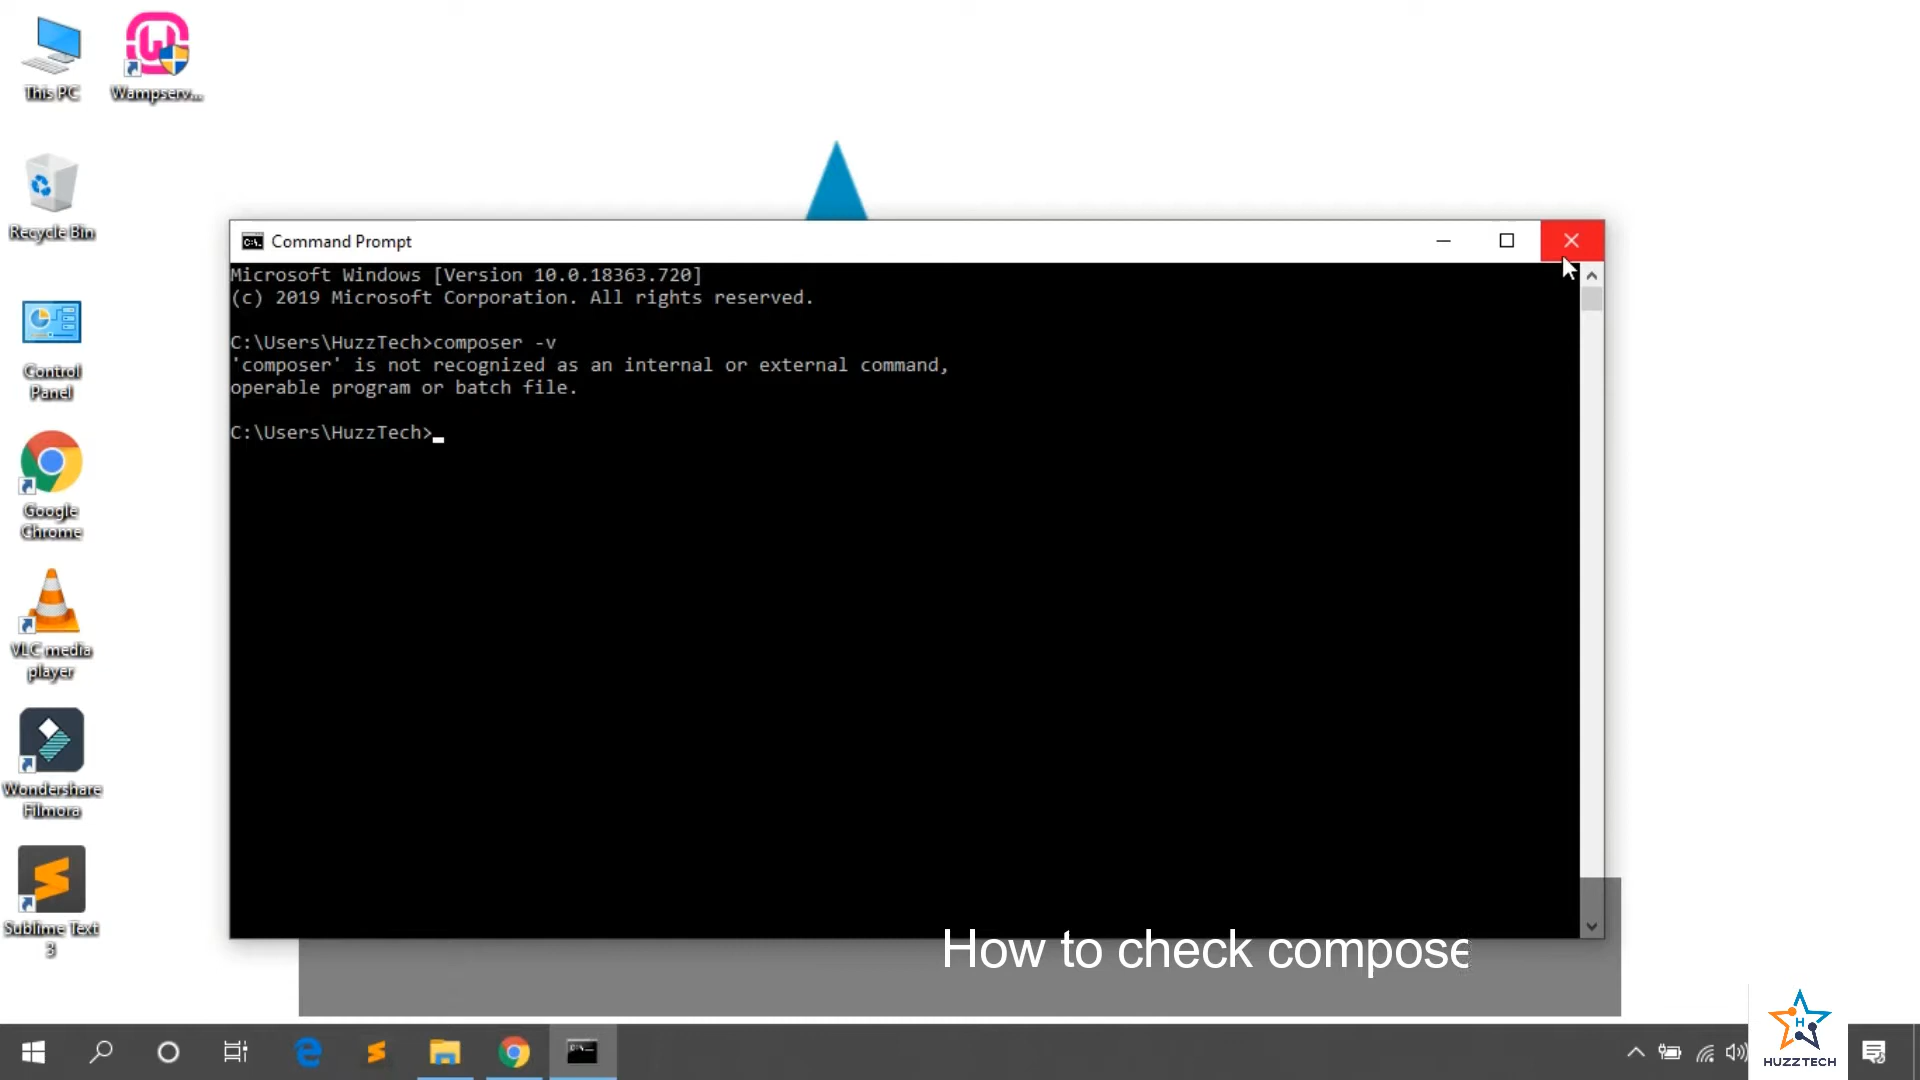 This PC
Wampserv...
Recycle Bin
Control
Panel
Google
Chrome
VLC media
player
Wondershare
Filmora
Sublime Text
3
Command Prompt
Microsoft Windows [Version 10.0.18363.720]
(c) 2019 Microsoft Corporation. All rights reserved.
C:\Users\HuzzTech>composer -v
'composer' is not recognized as an internal or external command,
operable program or batch file.
C:\Users\HuzzTech>
How to check compose
H
HUZZTECH